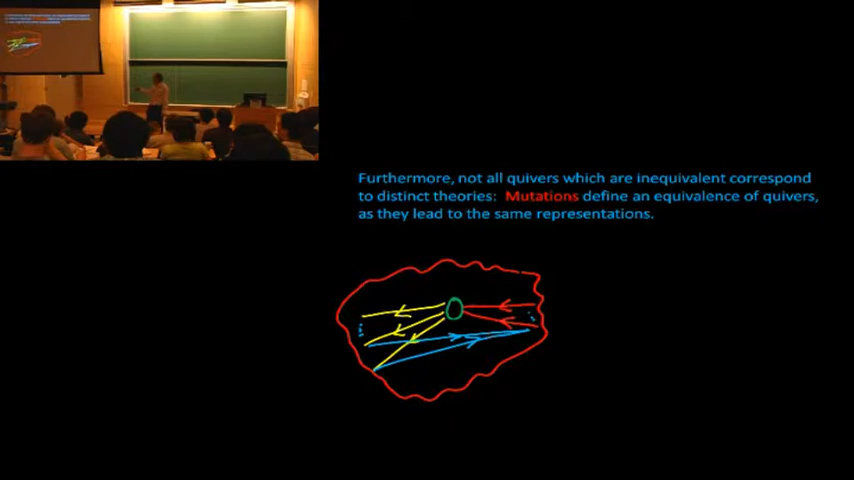 Furthermore, not all quivers which are inequivalent correspond
to distinct theories: Mutations define an equivalence of quivers,
as they lead to the same representations.